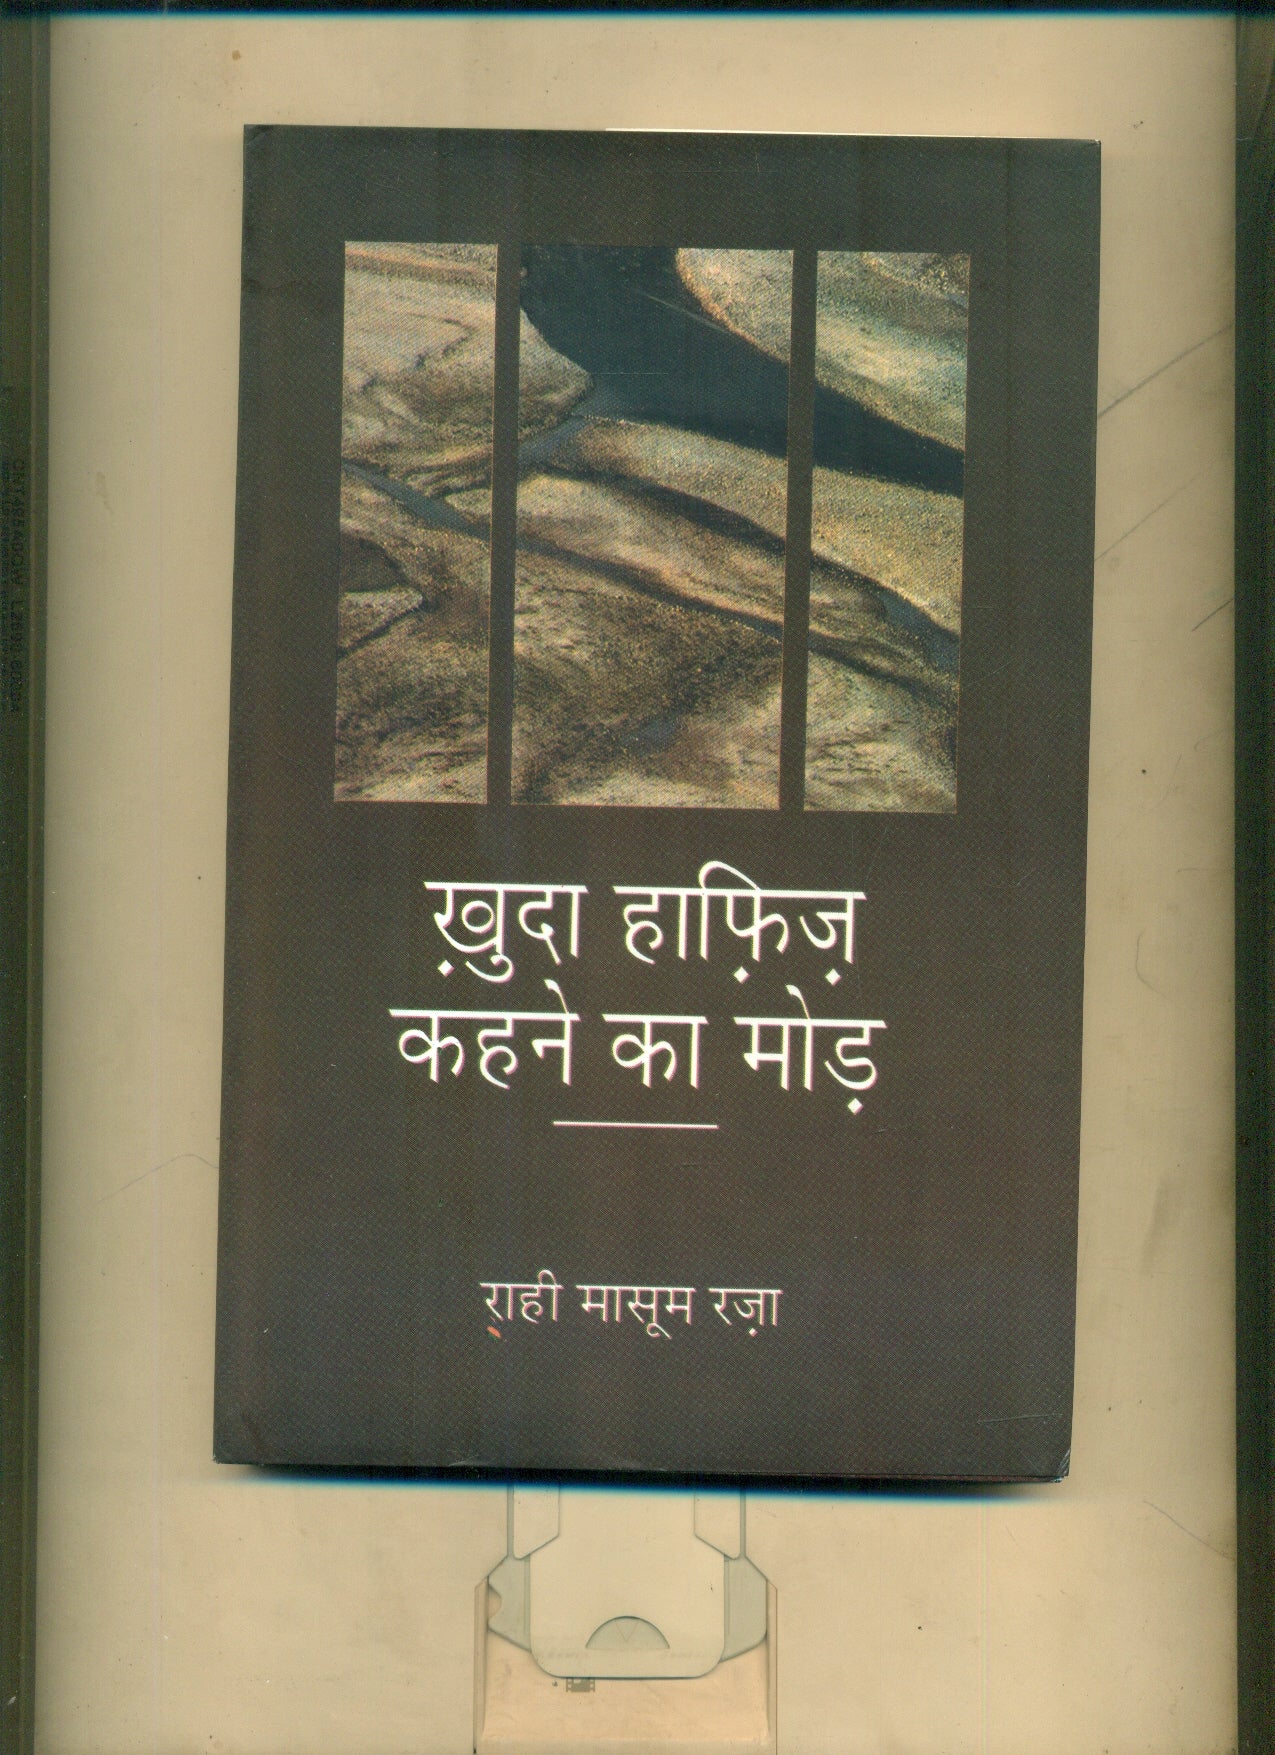 ख़ुदा हाफ़िज़
कहने का मोड़
राही मासूम रज़ा